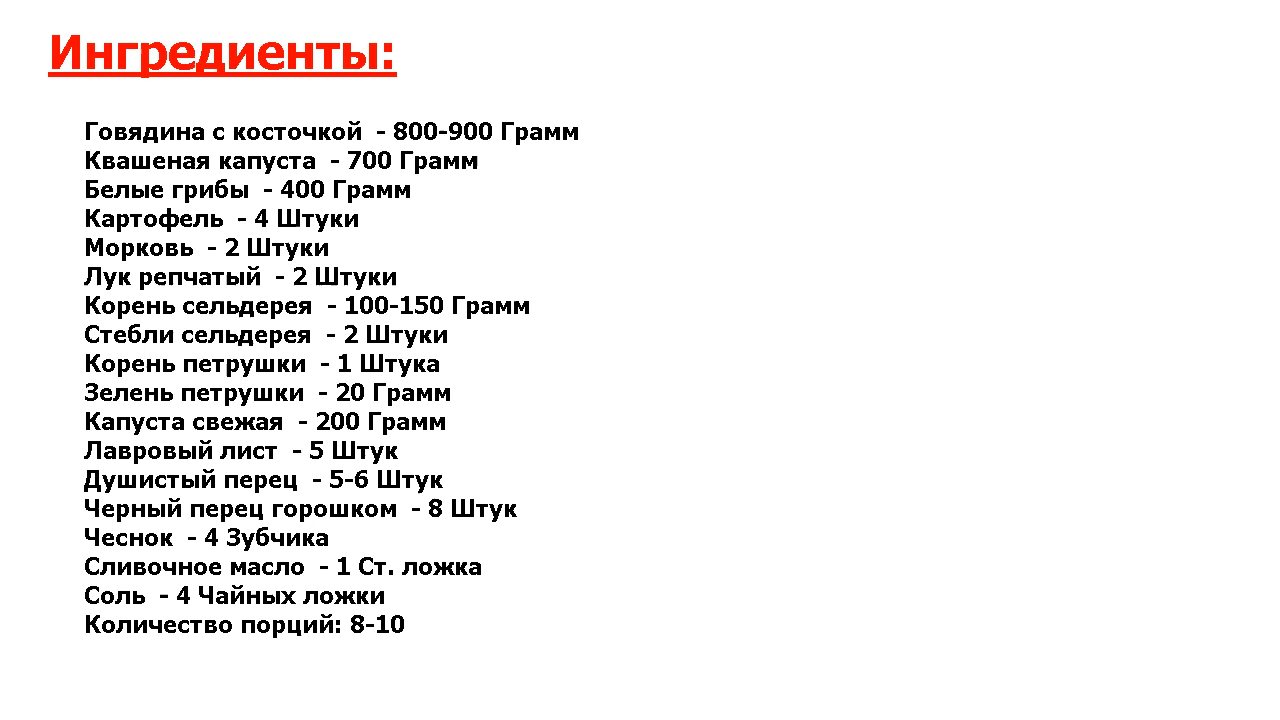 Ингредиенты:
Говядина с косточкой - 800-900 Грамм
Квашеная капуста - 700 Грамм
Белые грибы - 400 Грамм
Картофель - 4 Штуки
Морковь - 2 Штуки
Лук репчатый - 2 Штуки
Корень сельдерея - 100-150 Грамм
Стебли сельдерея - 2 Штуки
Корень петрушки - 1 Штука
Зелень петрушки - 20 Грамм
Капуста свежая - 200 Грамм
Лавровый лист - 5 Штук
Душистый перец - 5-6 Штук
Черный перец горошком - 8 Штук
Чеснок - 4 Зубчика
Сливочное масло - 1 Ст. ложка
Соль - 4 Чайных ложки
Количество порций: 8-10